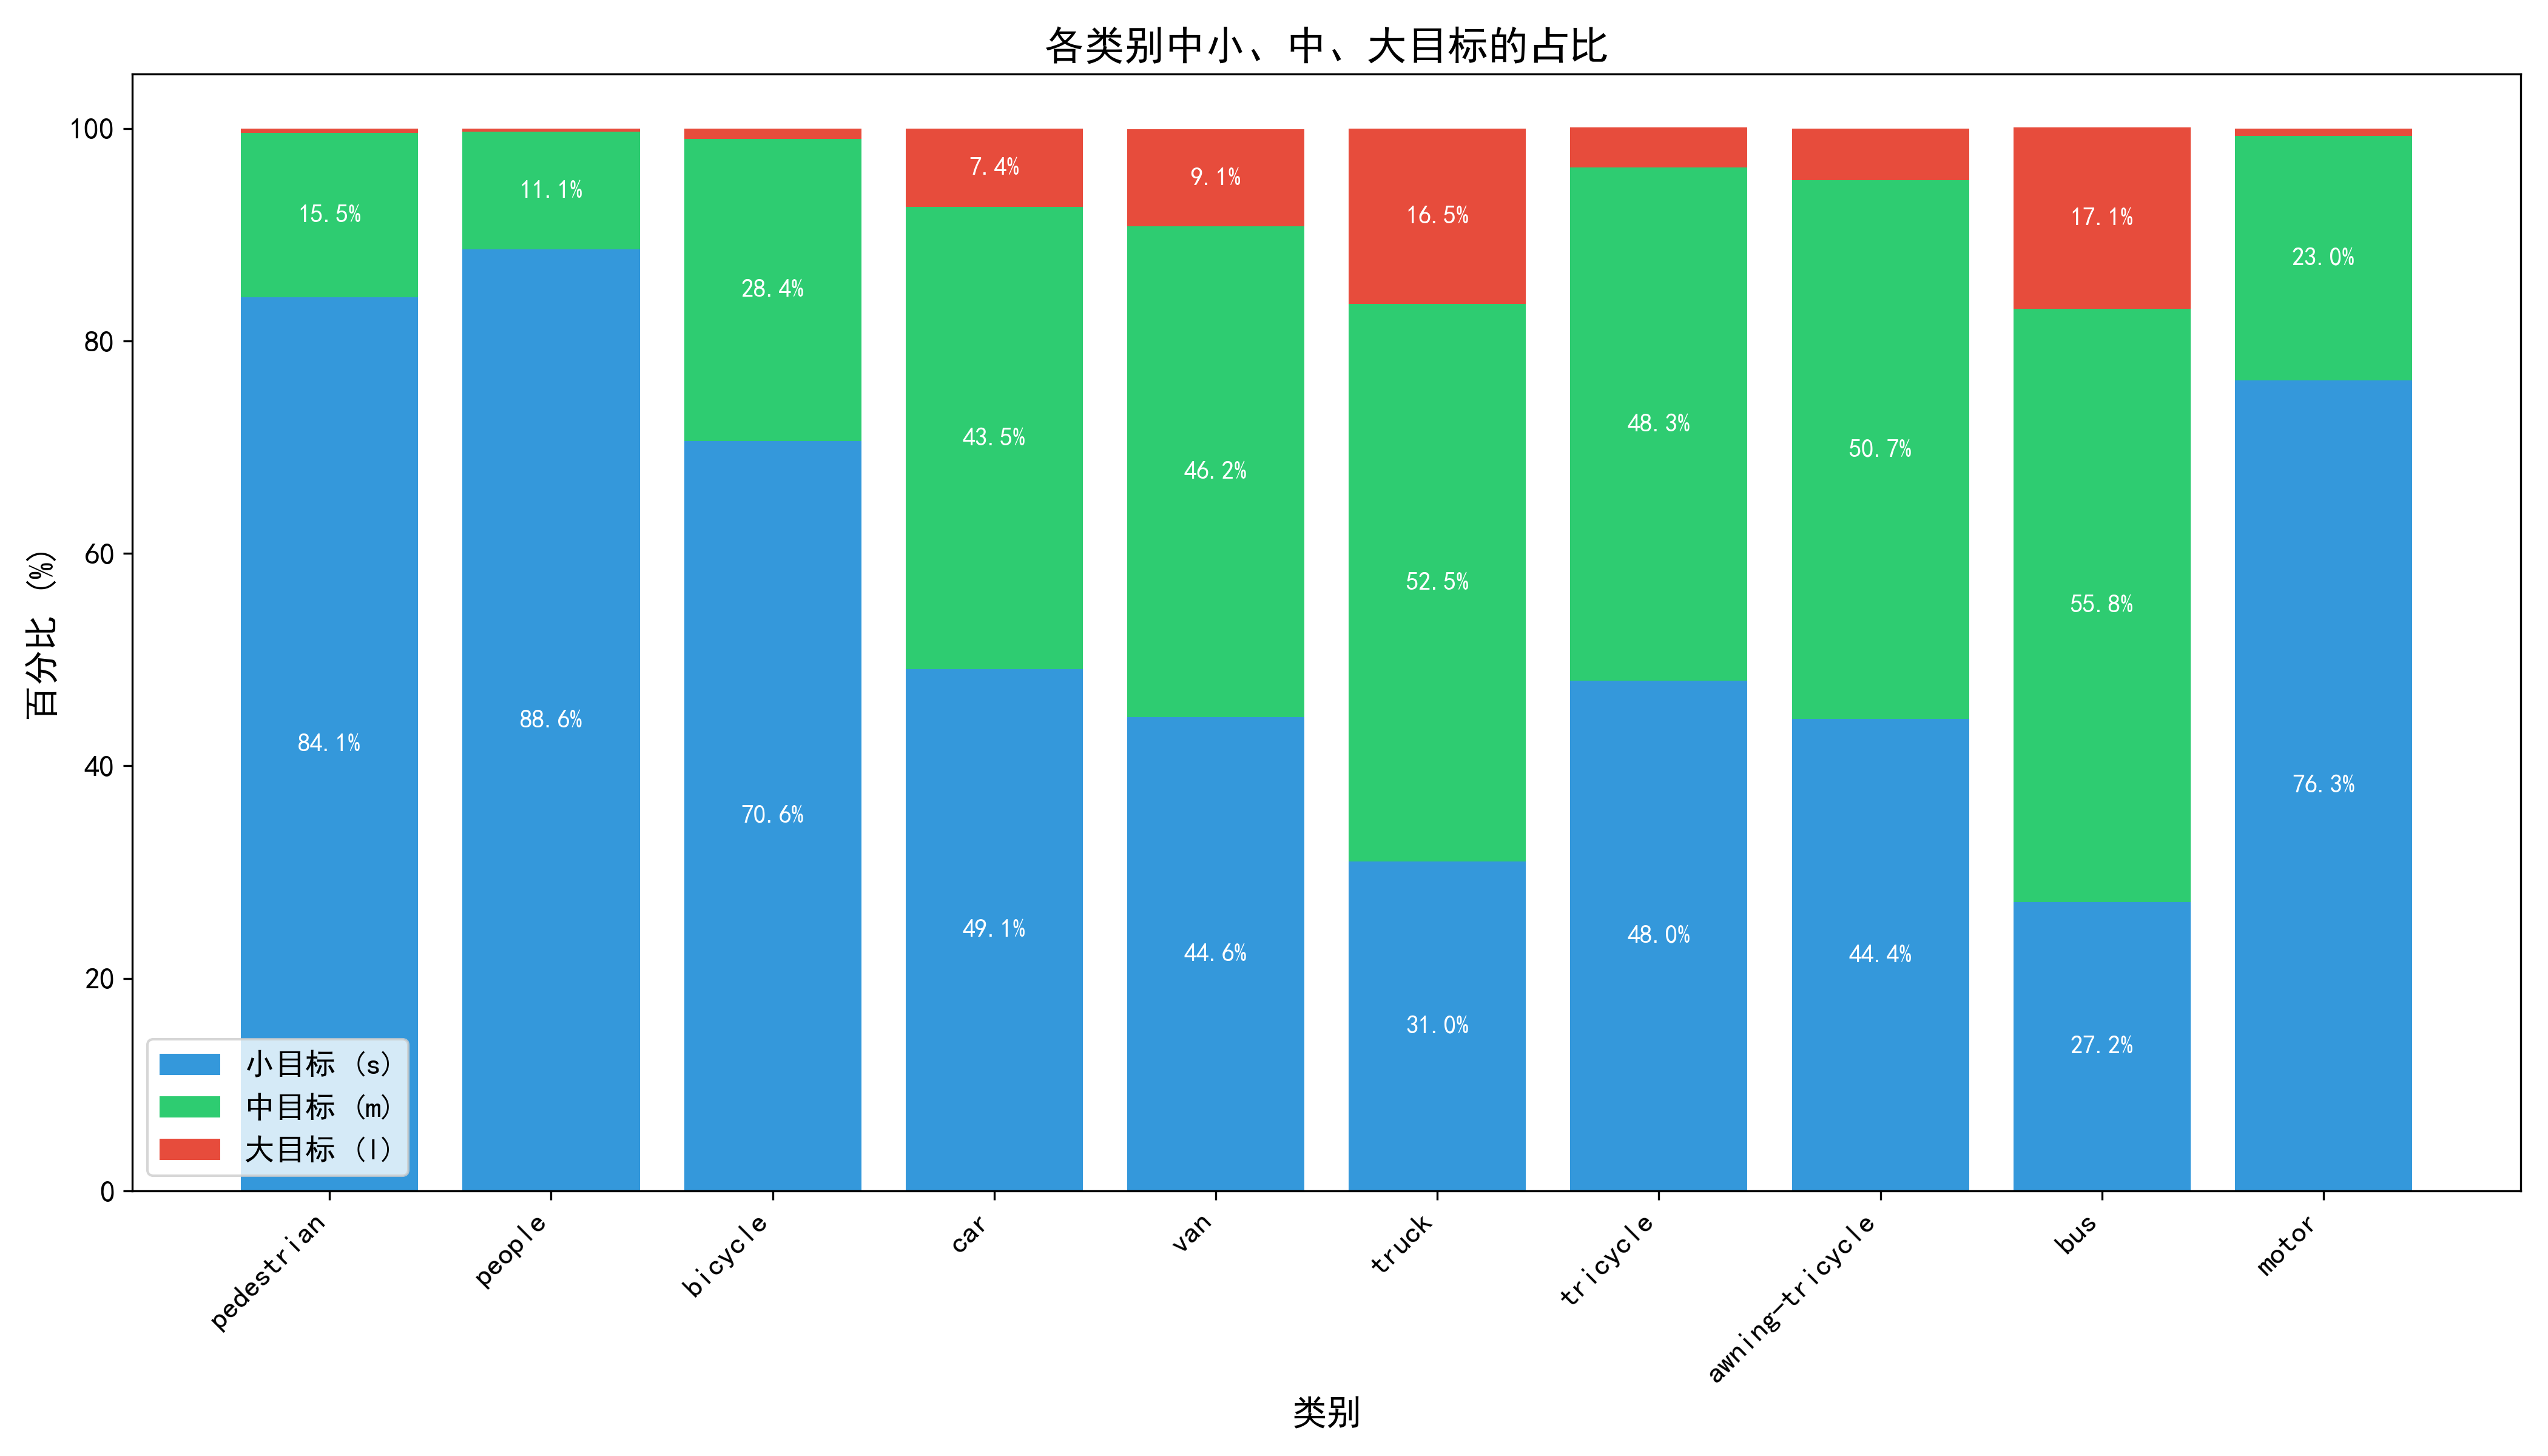 各类别中小、中、大目标的占比
百分比 (%)
100
80
60
40
20
0
15.5%
11.1%
28.4%
7.4%
9.1%
16.5%
48.3%
50.7%
17.1%
23.0%
43.5%
46.2%
52.5%
55.8%
84.1%
88.6%
70.6%
49.1%
44.6%
31.0%
48.0%
44.4%
27.2%
76.3%
小目标 (s)
中目标 (m)
大目标 (l)
pedestrian
people
bicycle
car
van
truck
tricycle
awning-tricycle
bus
motor
类别